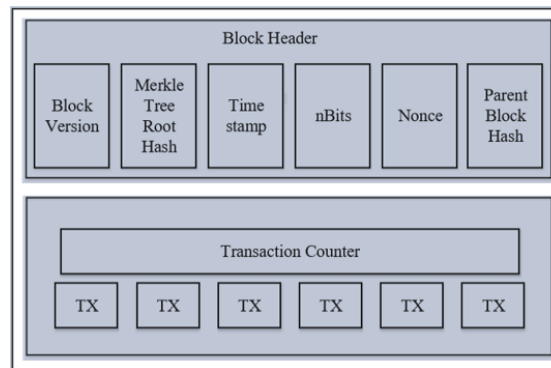 Block Header
Block
Version
Merkle
Tree
Root
Hash
Time
stamp
nBits
Nonce
Parent
Block
Hash
Transaction Counter
TX
TX
TX
TX
TX
TX